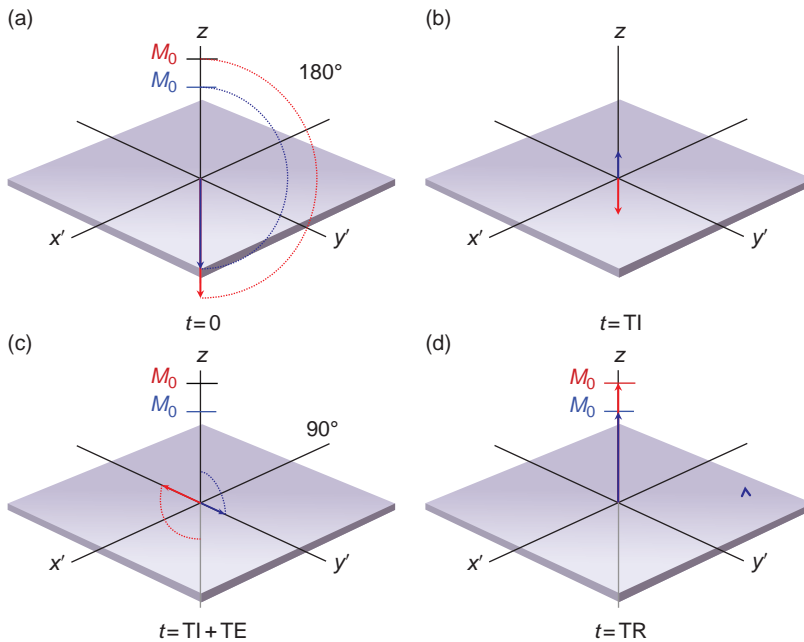 (a)
z
M₀
M₀
180°
x′
y′
t = 0
(b)
z
x′
y′
t = TI
(c)
z
M₀
M₀
90°
x′
y′
t = TI + TE
(d)
z
M₀
M₀
x′
y′
t = TR